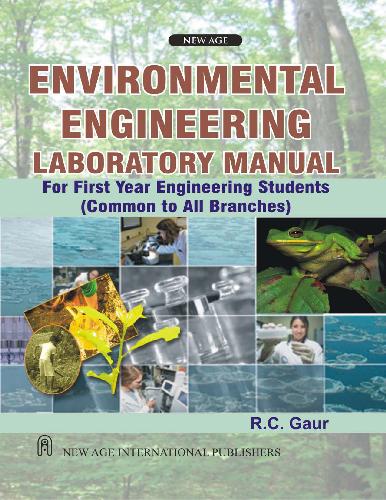 NEW AGE
ENVIRONMENTAL
ENGINEERING
LABORATORY MANUAL
For First Year Engineering Students
(Common to All Branches)
R.C. Gaur
NEW AGE INTERNATIONAL PUBLISHERS